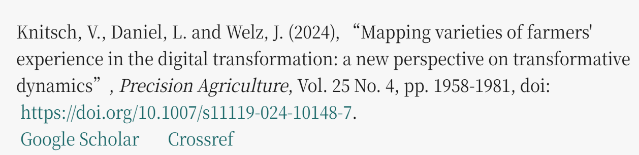 Knitsch, V., Daniel, L. and Welz, J. (2024), “Mapping varieties of farmers'
experience in the digital transformation: a new perspective on transformative
dynamics”, Precision Agriculture, Vol. 25 No. 4, pp. 1958-1981, doi:
https://doi.org/10.1007/s11119-024-10148-7.
Google Scholar Crossref